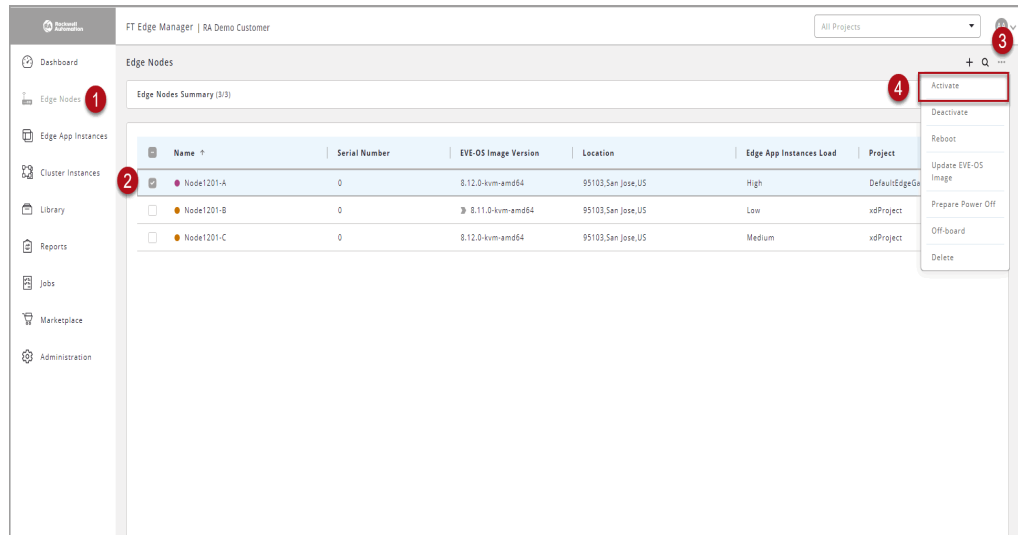 Rockwell
Automation
FT Edge Manager | RA Demo Customer
All Projects
3
Dashboard
Edge Nodes
1
Edge App Instances
Cluster Instances
Library
Reports
Jobs
Marketplace
Administration
Edge Nodes
Edge Nodes Summary (3/3)
4
Activate
Deactivate
Reboot
Update EVE-OS
Image
Prepare Power Off
Off-board
Delete
Name ↑ Serial Number EVE-OS Image Version Location Edge App Instances Load Project
2
Node1201-A 0 8.12.0-kvm-amd64 95103,San Jose,US High DefaultEdgeGa
Node1201-B 0 8.11.0-kvm-amd64 95103,San Jose,US Low xdProject
Node1201-C 0 8.12.0-kvm-amd64 95103,San Jose,US Medium xdProject